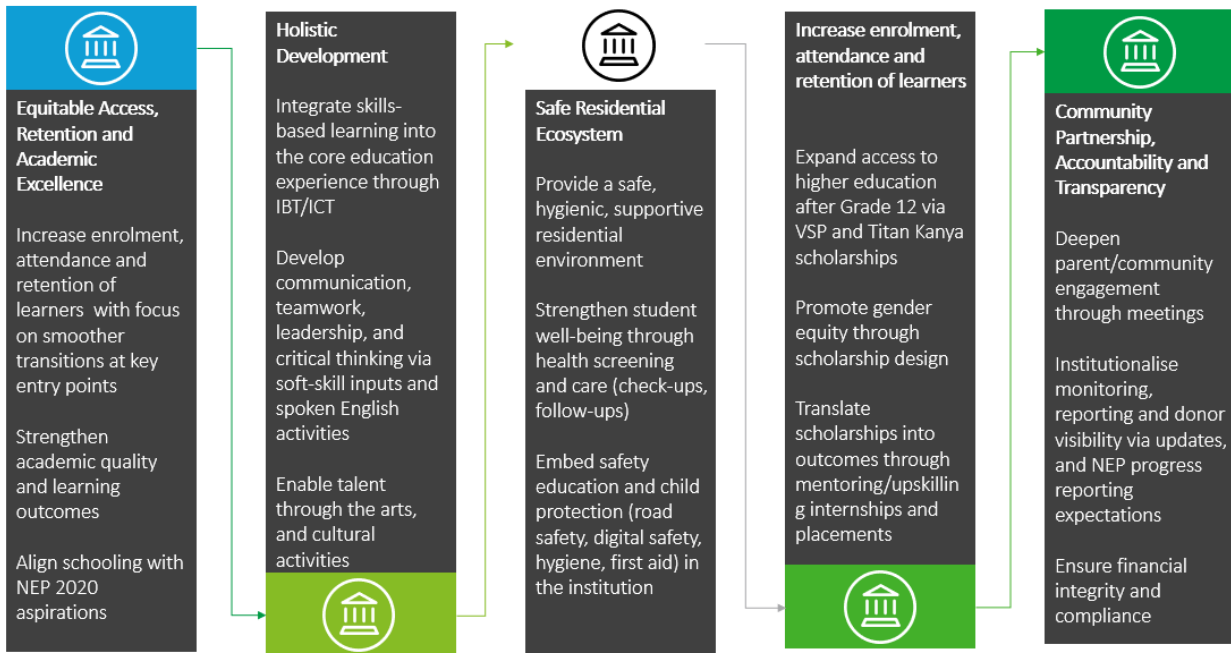 Equitable Access,
Retention and
Academic
Excellence
Increase enrolment,
attendance and
retention of
learners with focus
on smoother
transitions at key
entry points
Strengthen
academic quality
and learning
outcomes
Align schooling with
NEP 2020
aspirations
Holistic
Development
Integrate skills-
based learning into
the core education
experience through
IBT/ICT
Develop
communication,
teamwork,
leadership, and
critical thinking via
soft-skill inputs and
spoken English
activities
Enable talent
through the arts,
and cultural
activities
Safe Residential
Ecosystem
Provide a safe,
hygienic, supportive
residential
environment
Strengthen student
well-being through
health screening
and care (check-ups,
follow-ups)
Embed safety
education and child
protection (road
safety, digital safety,
hygiene, first aid) in
the institution
Increase enrolment,
attendance and
retention of learners
Expand access to
higher education
after Grade 12 via
VSP and Titan Kanya
scholarships
Promote gender
equity through
scholarship design
Translate
scholarships into
outcomes through
mentoring/upskillin
g internships and
placements
Community
Partnership,
Accountability and
Transparency
Deepen
parent/community
engagement
through meetings
Institutionalise
monitoring,
reporting and donor
visibility via updates,
and NEP progress
reporting
expectations
Ensure financial
integrity and
compliance